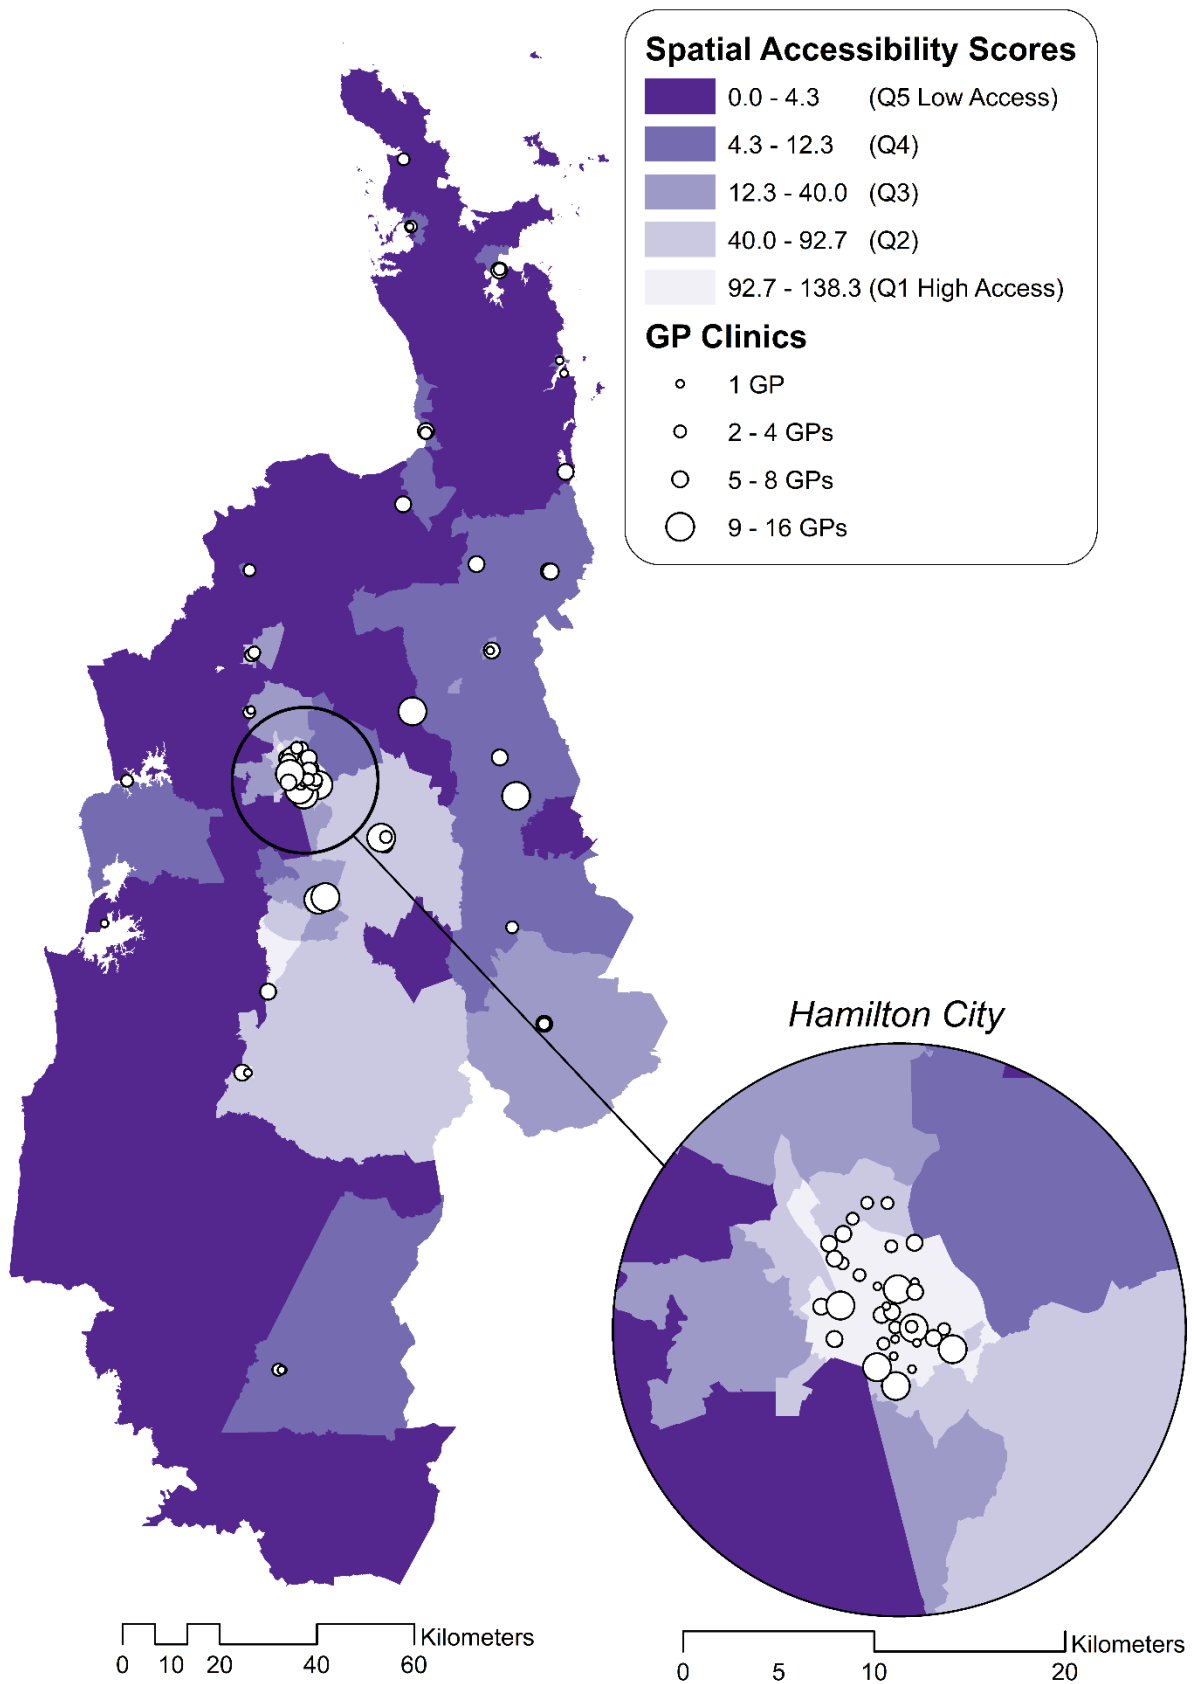 Spatial Accessibility Scores
0.0 - 4.3 (Q5 Low Access)
4.3 - 12.3 (Q4)
12.3 - 40.0 (Q3)
40.0 - 92.7 (Q2)
92.7 - 138.3 (Q1 High Access)
GP Clinics
1 GP
2 - 4 GPs
5 - 8 GPs
9 - 16 GPs
Hamilton City
Kilometers
0 10 20 40 60
Kilometers
0 5 10 20